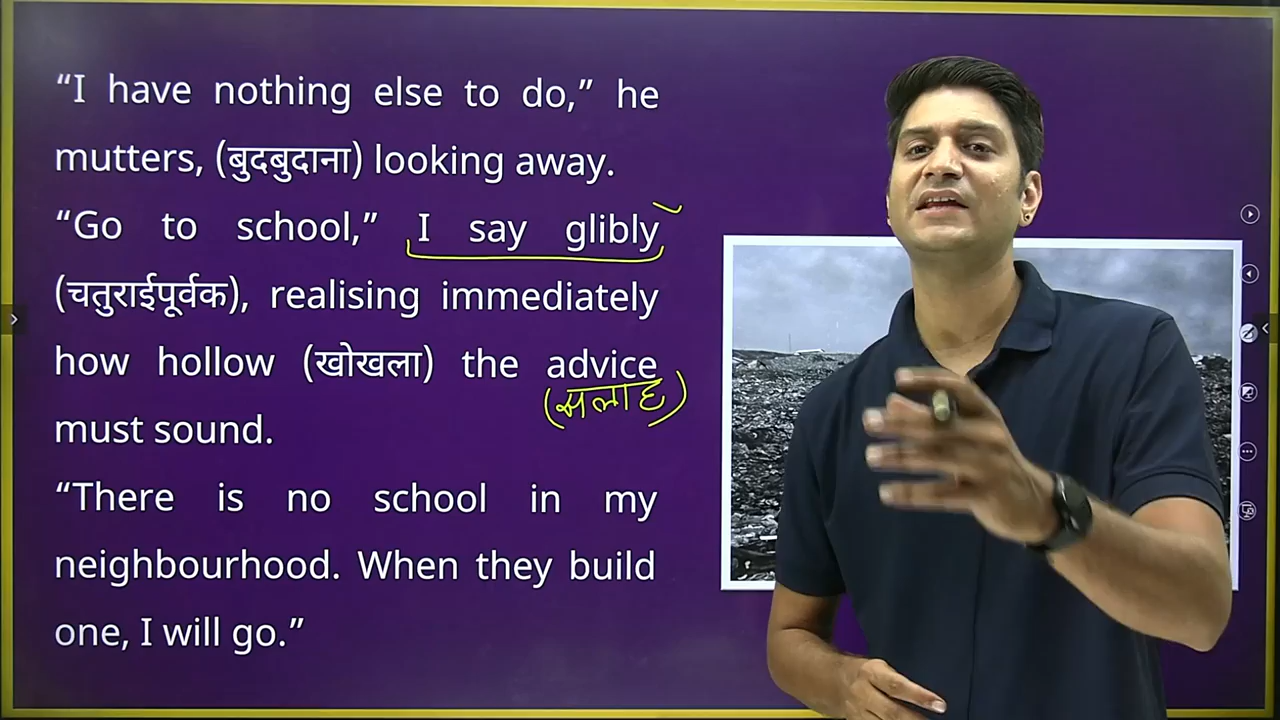 “I have nothing else to do,” he
mutters, (बुदबुदाना) looking away.
“Go to school,” I say glibly
(चतुराईपूर्वक), realising immediately
how hollow (खोखला) the advice
(सलाह)
must sound.
“There is no school in my
neighbourhood. When they build
one, I will go.”